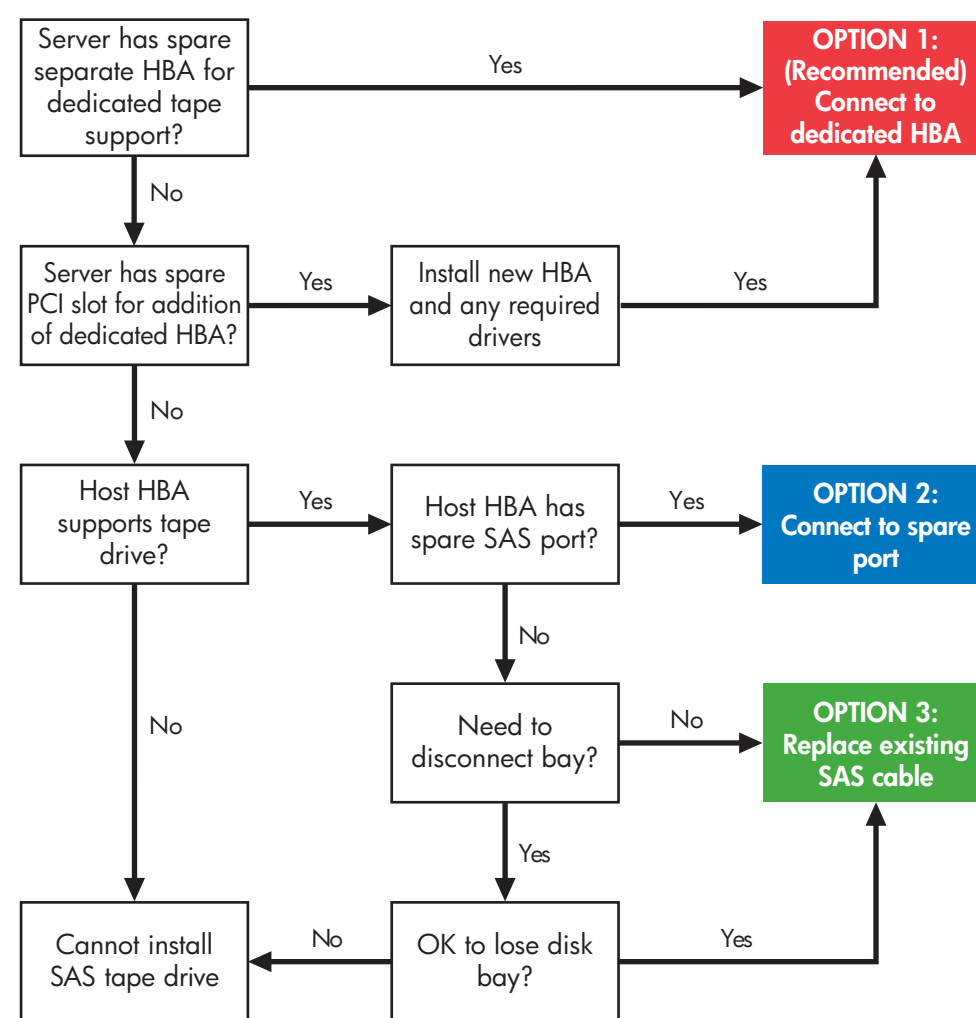 Server has spare
separate HBA for
dedicated tape
support?
Yes
OPTION 1:
(Recommended)
Connect to
dedicated HBA
No
Server has spare
PCI slot for addition
of dedicated HBA?
Yes
Install new HBA
and any required
drivers
Yes
No
Host HBA
supports tape
drive?
Yes
Host HBA has
spare SAS port?
Yes
OPTION 2:
Connect to spare
port
No
No
Need to
disconnect bay?
No
OPTION 3:
Replace existing
SAS cable
Yes
Cannot install
SAS tape drive
No
OK to lose disk
bay?
Yes